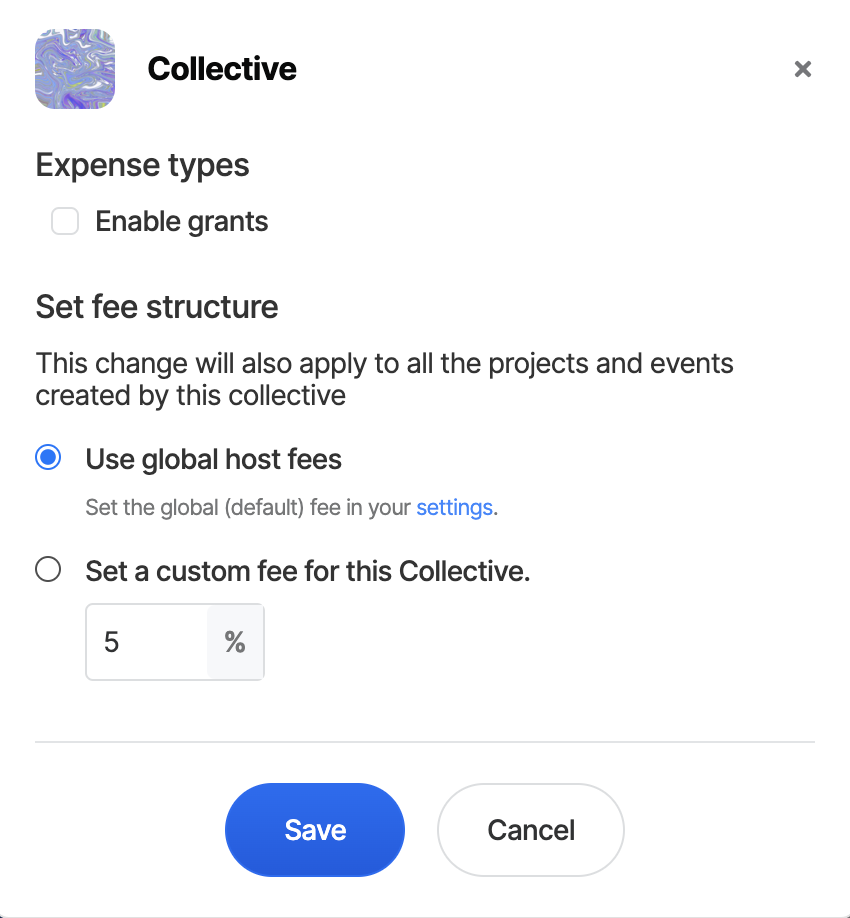 Collective
Expense types
Enable grants
Set fee structure
This change will also apply to all the projects and events
created by this collective
Use global host fees
Set the global (default) fee in your settings.
Set a custom fee for this Collective.
5 %
Save Cancel